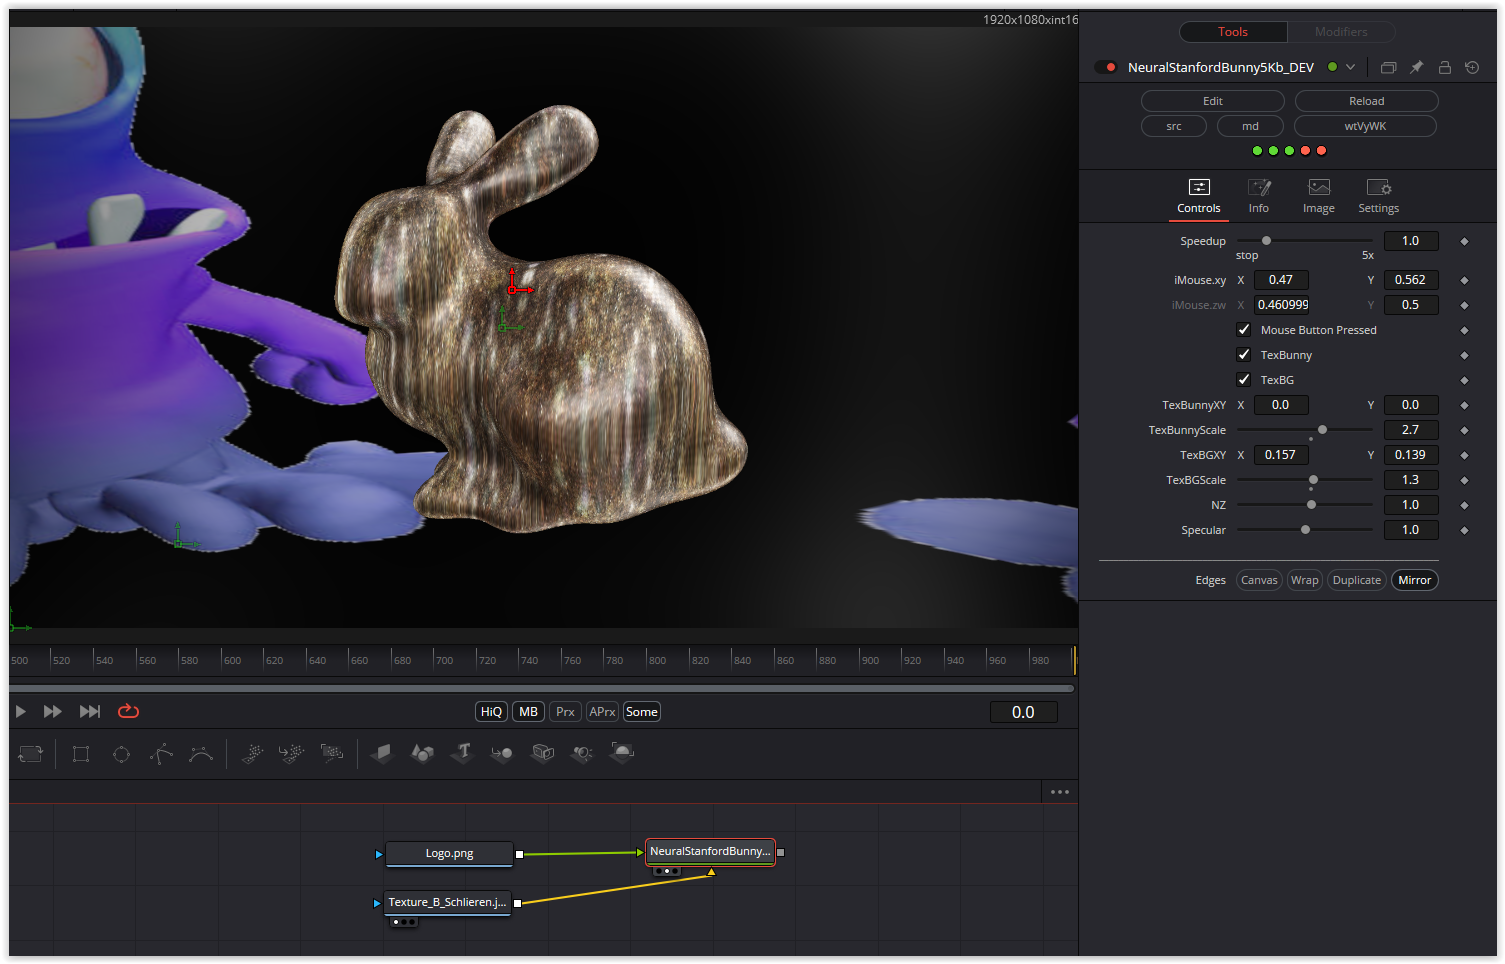 1920x1080xint16
Tools
Modifiers
NeuralStanfordBunny5Kb_DEV
Edit
Reload
src
md
wtVyWK
Controls
Info
Image
Settings
Speedup 1.0
stop 5x
iMouse.xy X 0.47 Y 0.562
iMouse.zw X 0.460999 Y 0.5
Mouse Button Pressed
TexBunny
TexBG
TexBunnyXY X 0.0 Y 0.0
TexBunnyScale 2.7
TexBGXY X 0.157 Y 0.139
TexBGScale 1.3
NZ 1.0
Specular 1.0
Edges Canvas Wrap Duplicate Mirror
500 520 540 560 580 600 620 640 660 680 700 720 740 760 780 800 820 840 860 880 900 920 940 960 980
HiQ MB Prx APrx Some 0.0
Logo.png
NeuralStanfordBunny...
Texture_B_Schlieren.j...